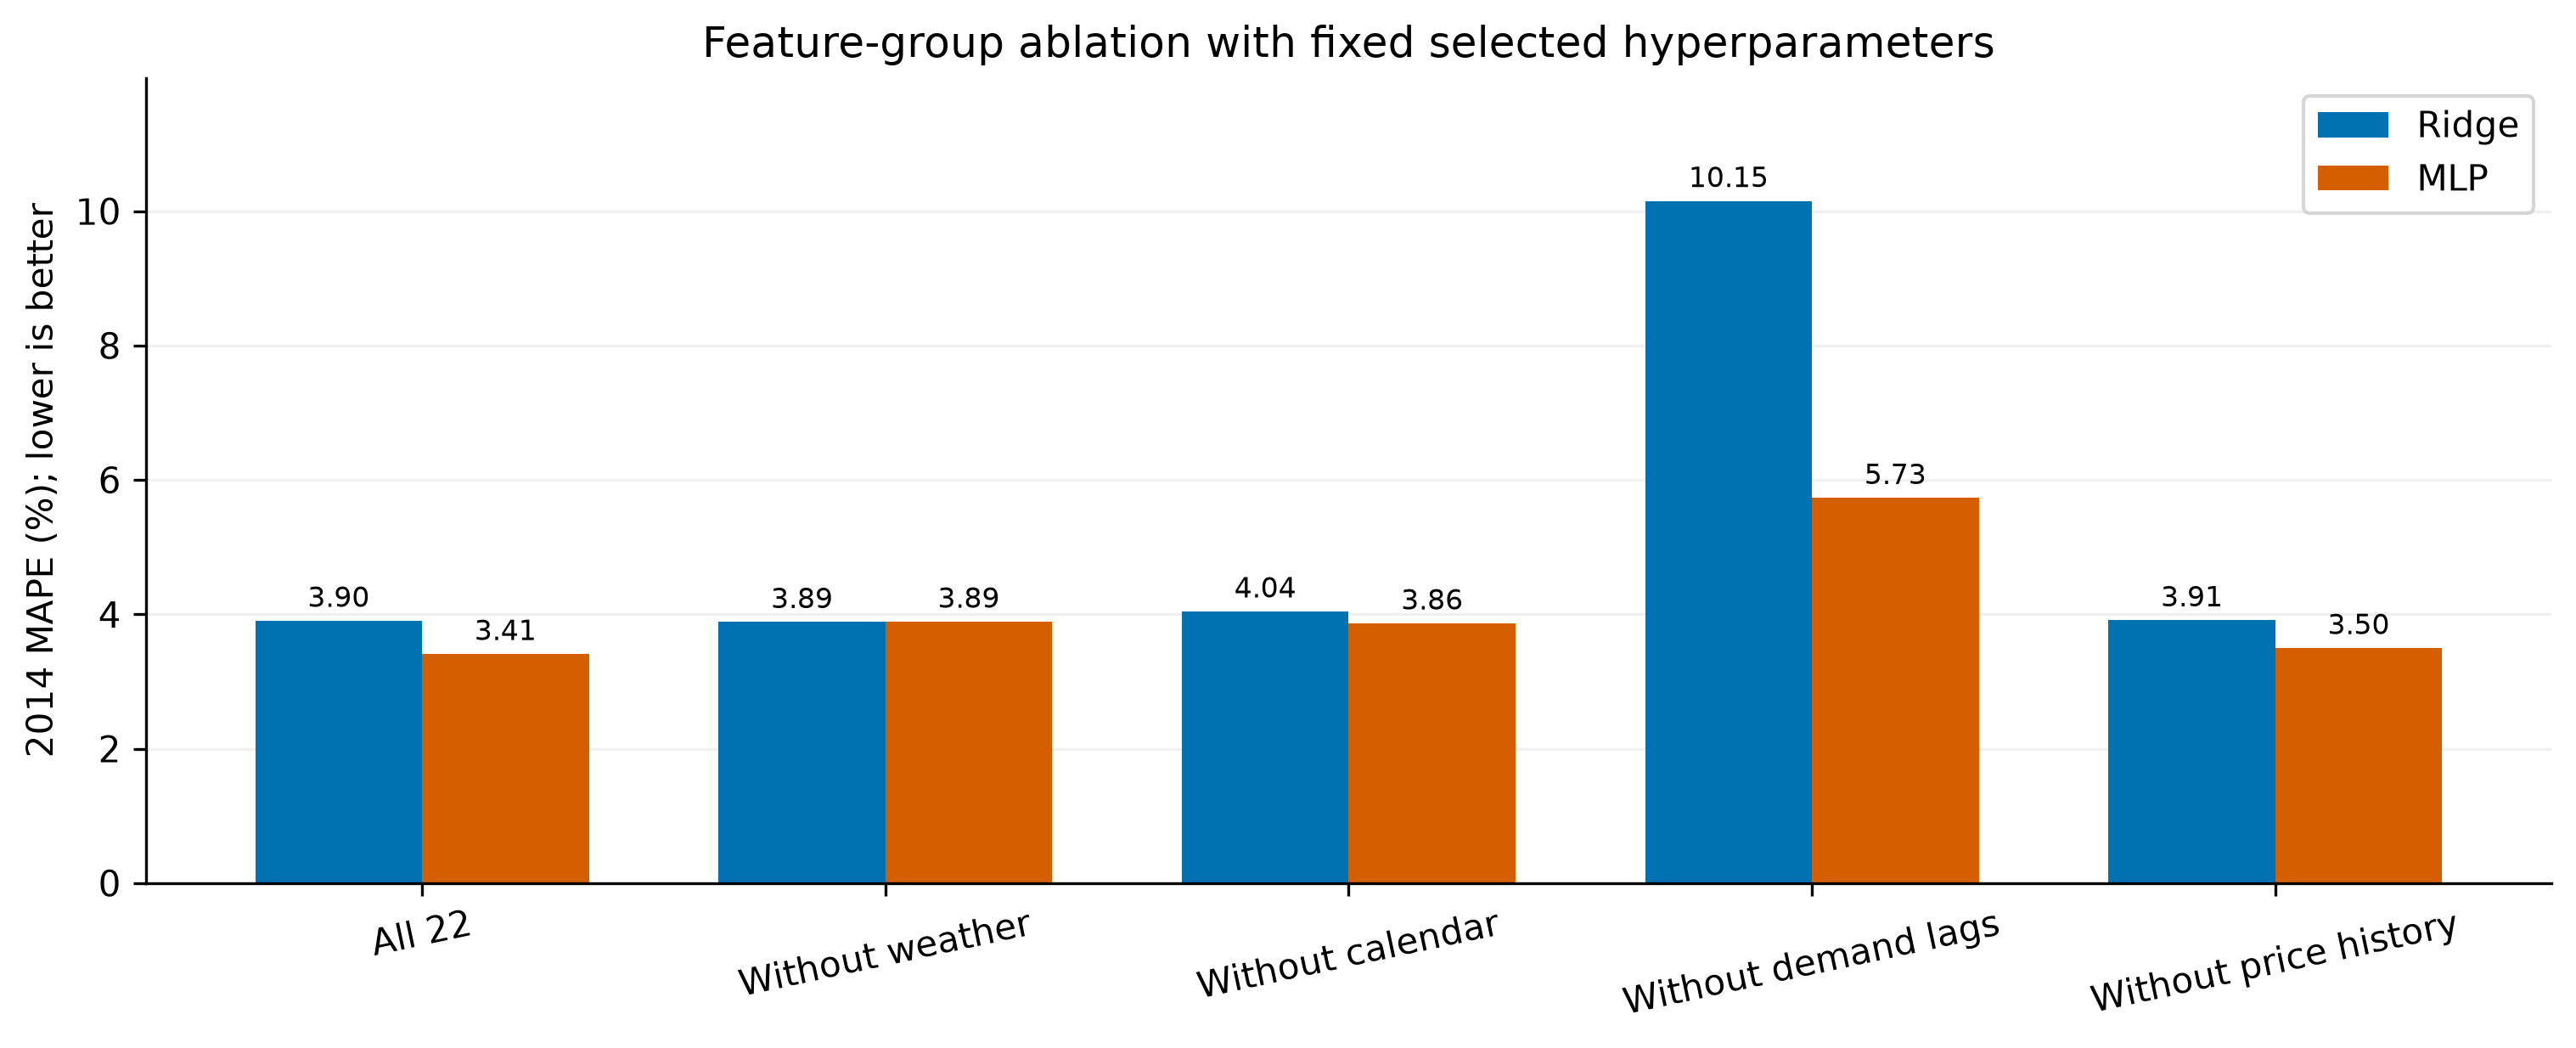 Feature-group ablation with fixed selected hyperparameters
Ridge
MLP
2014 MAPE (%); lower is better
10
8
6
4
2
0
3.90
3.41
3.89
3.89
4.04
3.86
10.15
5.73
3.91
3.50
All 22
Without weather
Without calendar
Without demand lags
Without price history